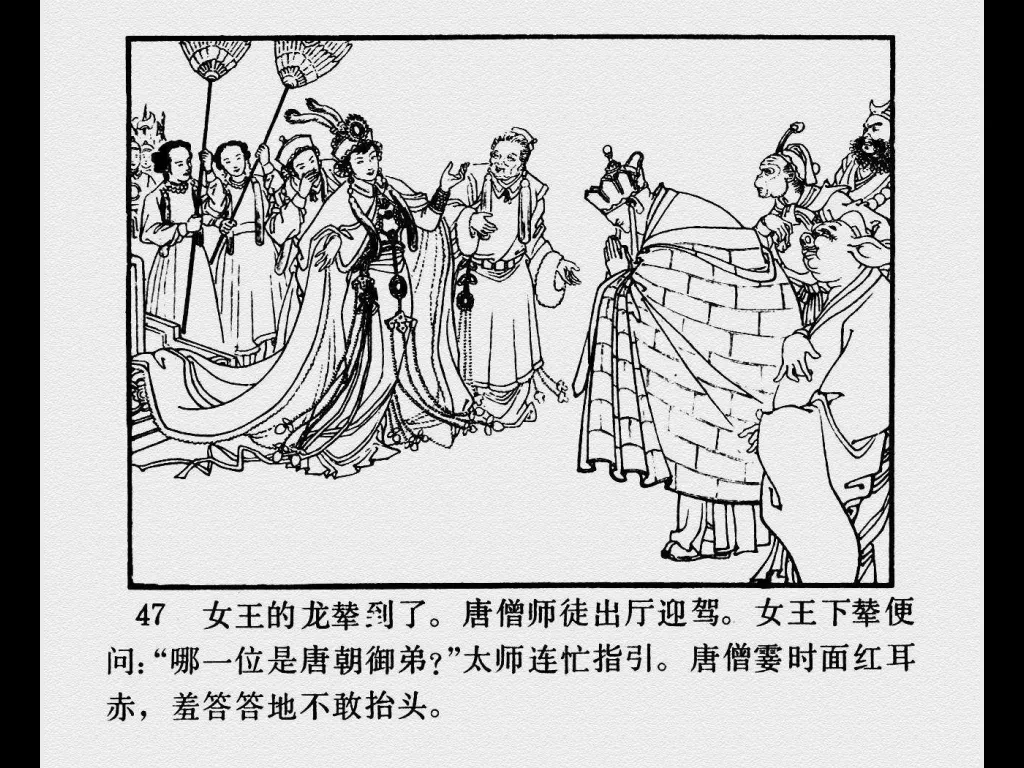 47 女王的龙辇到了。唐僧师徒出厅迎驾。女王下辇便
问：“哪一位是唐朝御弟？”太师连忙指引。唐僧霎时面红耳
赤，羞答答地不敢抬头。